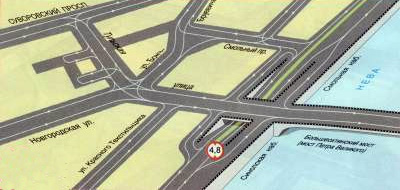 СУВОРОВСКИЙ ПРОСП.
Смольный пр.
Смольная наб.
НЕВА
улица
Новгородская ул.
ул. Красного Текстильщика
4,8
Синопская наб.
Большеохтинский мост
(мост Петра Великого)